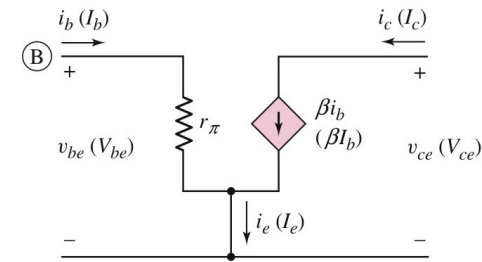 i_b (I_b)
i_c (I_c)
B
+
+
r_π
βi_b
(βI_b)
v_be (V_be)
v_ce (V_ce)
i_e (I_e)
−
−